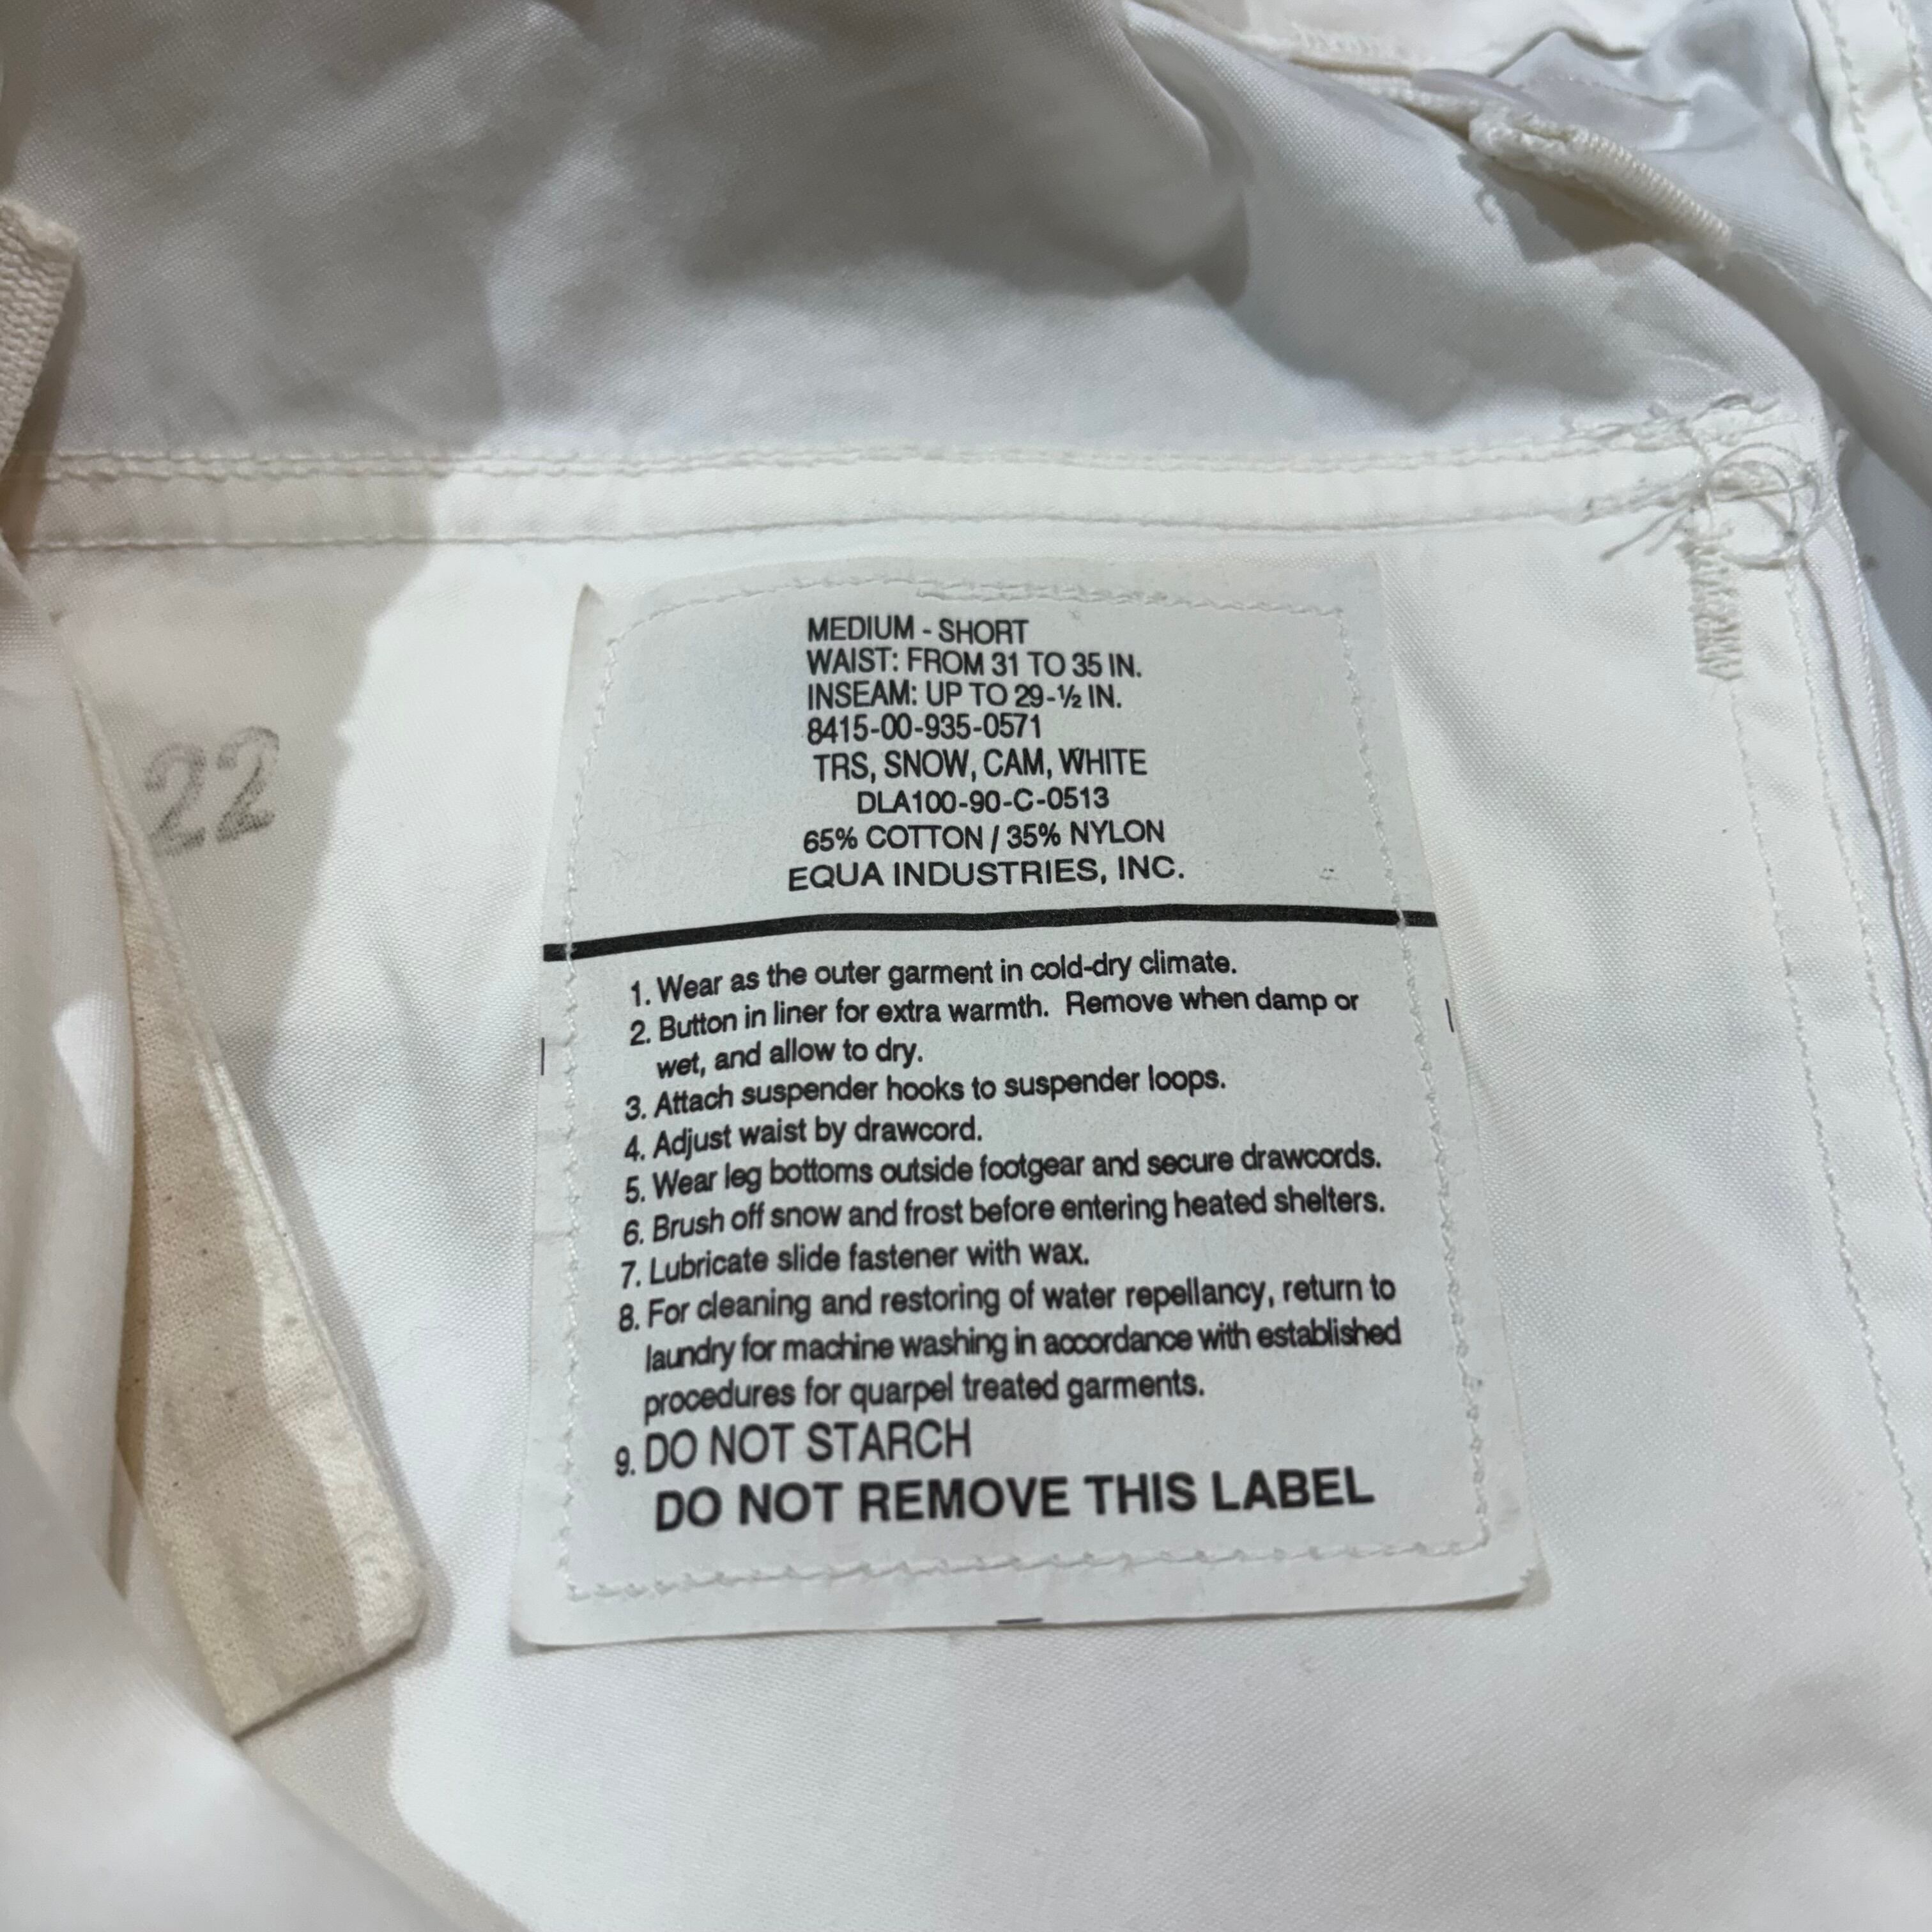 MEDIUM - SHORT
WAIST: FROM 31 TO 35 IN.
INSEAM: UP TO 29-½ IN.
8415-00-935-0571
TRS, SNOW, CAM, WHITE
DLA100-90-C-0513
65% COTTON / 35% NYLON
EQUA INDUSTRIES, INC.
22
1. Wear as the outer garment in cold-dry climate.
2. Button in liner for extra warmth. Remove when damp or
wet, and allow to dry.
3. Attach suspender hooks to suspender loops.
4. Adjust waist by drawcord.
5. Wear leg bottoms outside footgear and secure drawcords.
6. Brush off snow and frost before entering heated shelters.
7. Lubricate slide fastener with wax.
8. For cleaning and restoring of water repellancy, return to
laundry for machine washing in accordance with established
procedures for quarpel treated garments.
9. DO NOT STARCH
DO NOT REMOVE THIS LABEL